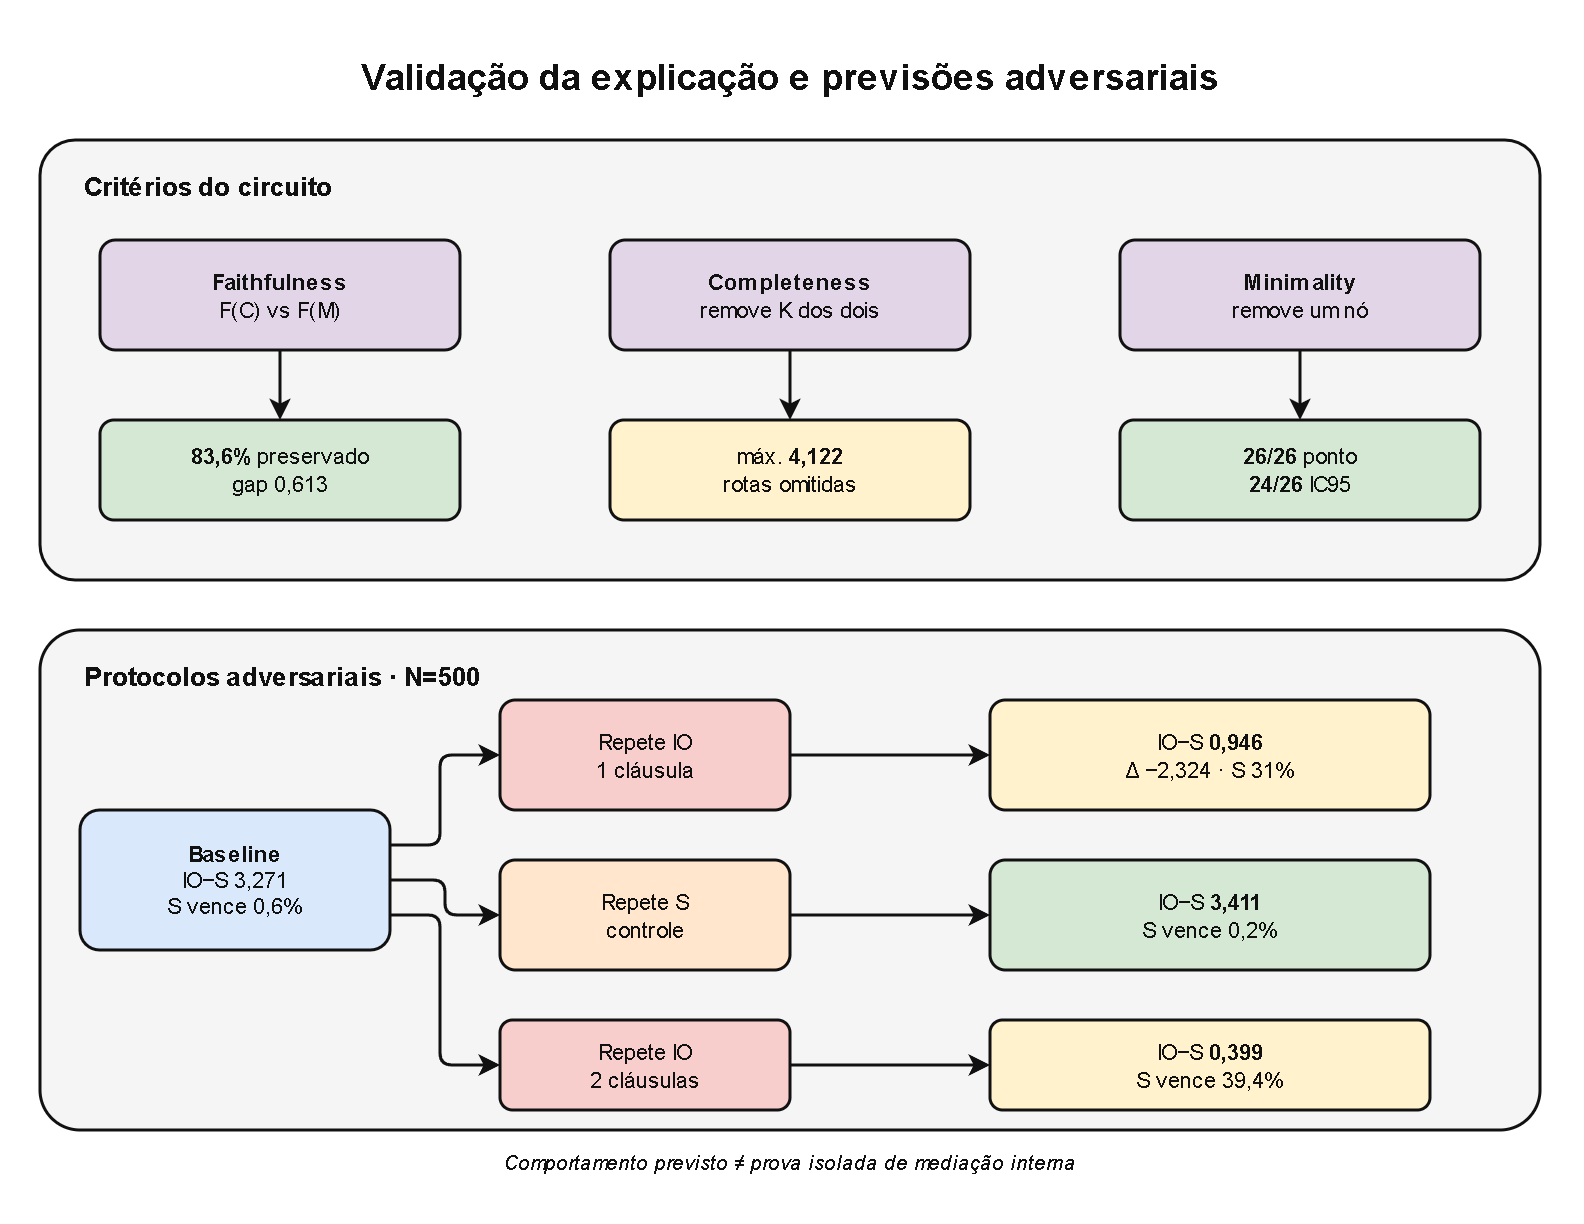 Validação da explicação e previsões adversariais
Critérios do circuito
Faithfulness
F(C) vs F(M)
Completeness
remove K dos dois
Minimality
remove um nó
83,6% preservado
gap 0,613
máx. 4,122
rotas omitidas
26/26 ponto
24/26 IC95
Protocolos adversariais · N=500
Baseline
IO−S 3,271
S vence 0,6%
Repete IO
1 cláusula
IO−S 0,946
Δ −2,324 · S 31%
Repete S
controle
IO−S 3,411
S vence 0,2%
Repete IO
2 cláusulas
IO−S 0,399
S vence 39,4%
Comportamento previsto ≠ prova isolada de mediação interna